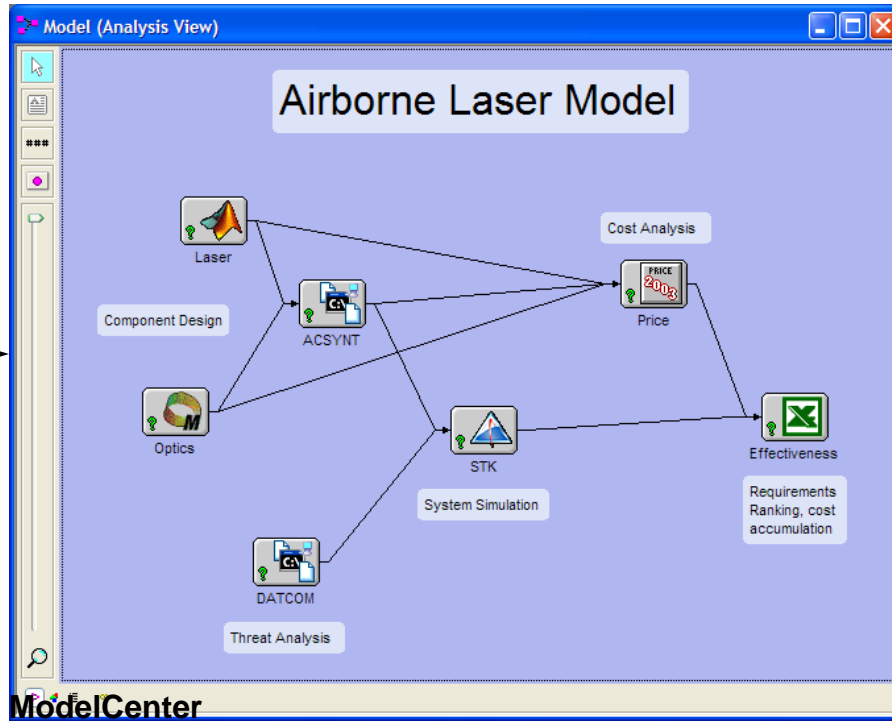 Model (Analysis View)
Airborne Laser Model
###
Laser
Cost Analysis
PRICE
2003
Price
Component Design
C:\
ACSYNT
M
Optics
STK
Effectiveness
System Simulation
Requirements
Ranking, cost
accumulation
C:\
DATCOM
Threat Analysis
ModelCenter